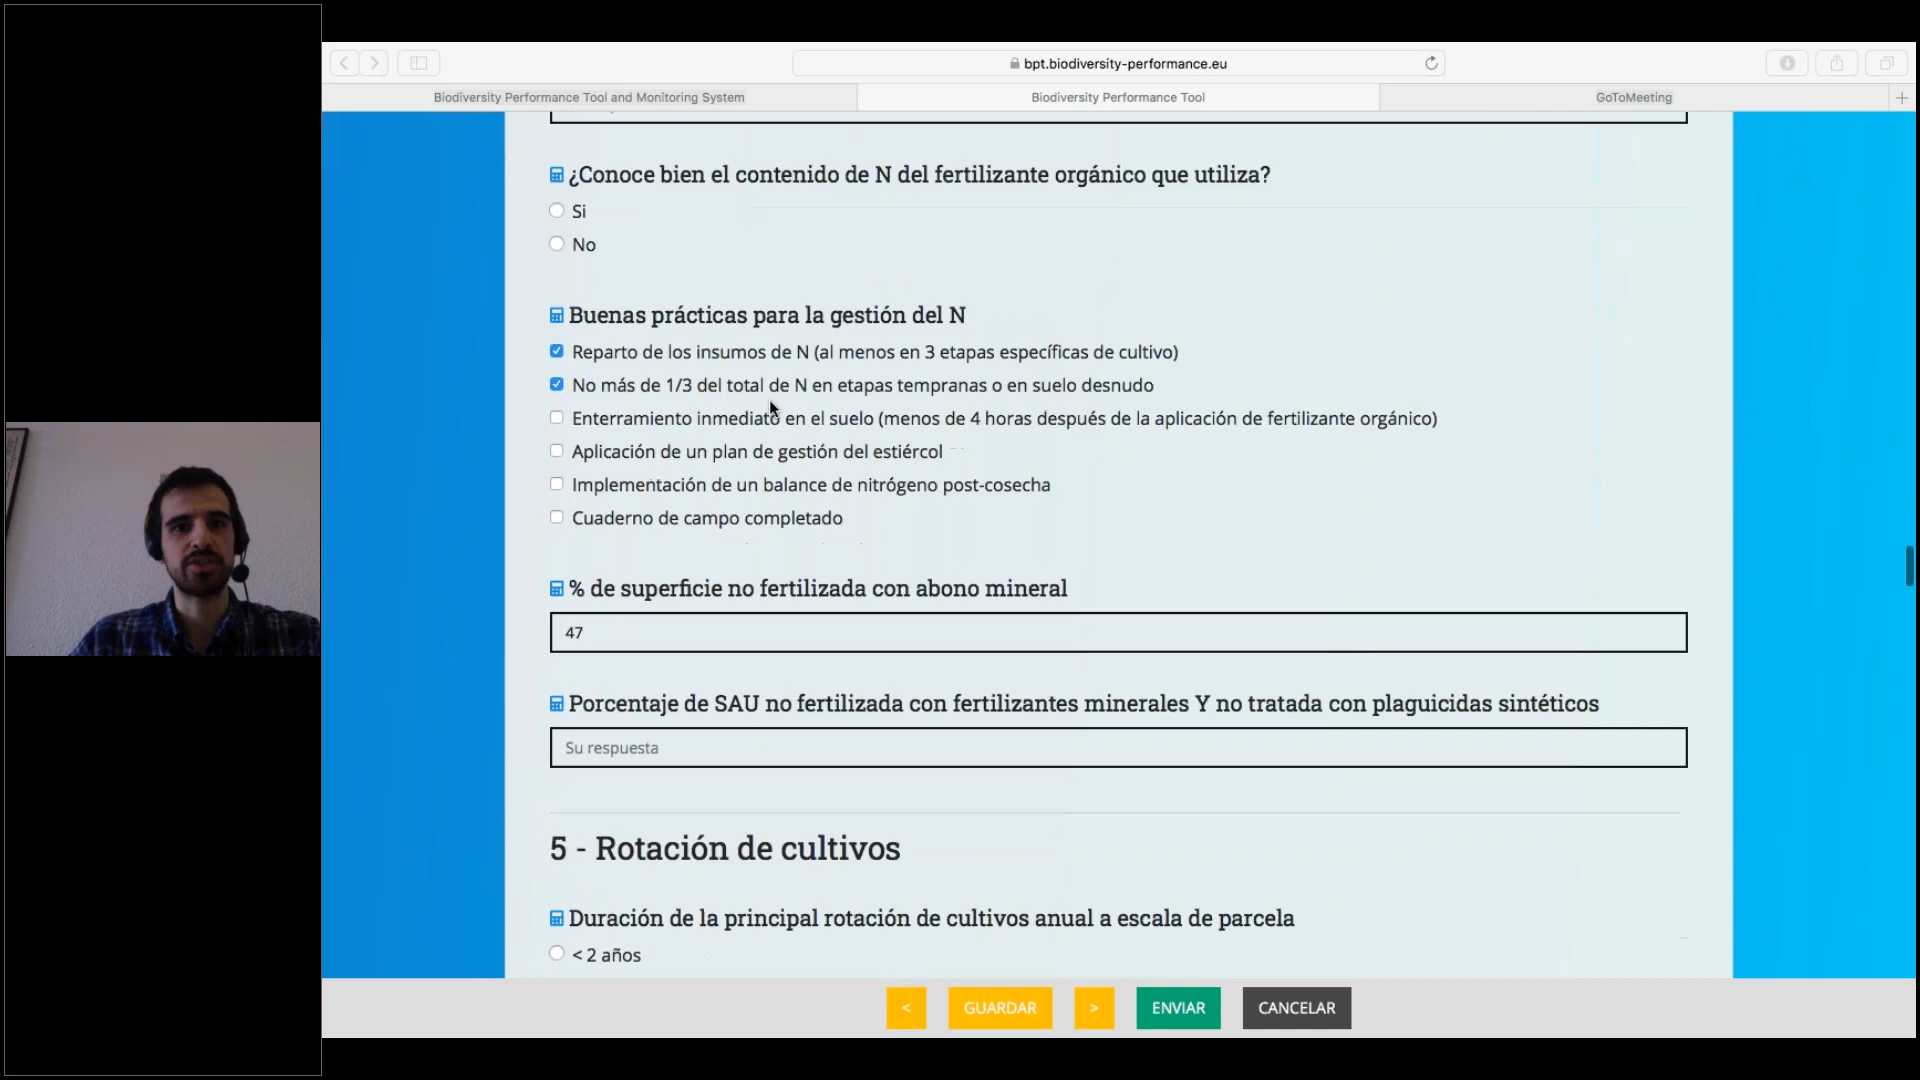 bpt.biodiversity-performance.eu
Biodiversity Performance Tool and Monitoring System
Biodiversity Performance Tool
GoToMeeting
¿Conoce bien el contenido de N del fertilizante orgánico que utiliza?
Si
No
Buenas prácticas para la gestión del N
Reparto de los insumos de N (al menos en 3 etapas específicas de cultivo)
No más de 1/3 del total de N en etapas tempranas o en suelo desnudo
Enterramiento inmediato en el suelo (menos de 4 horas después de la aplicación de fertilizante orgánico)
Aplicación de un plan de gestión del estiércol
Implementación de un balance de nitrógeno post-cosecha
Cuaderno de campo completado
% de superficie no fertilizada con abono mineral
47
Porcentaje de SAU no fertilizada con fertilizantes minerales Y no tratada con plaguicidas sintéticos
Su respuesta
5 - Rotación de cultivos
Duración de la principal rotación de cultivos anual a escala de parcela
< 2 años
< GUARDAR > ENVIAR CANCELAR